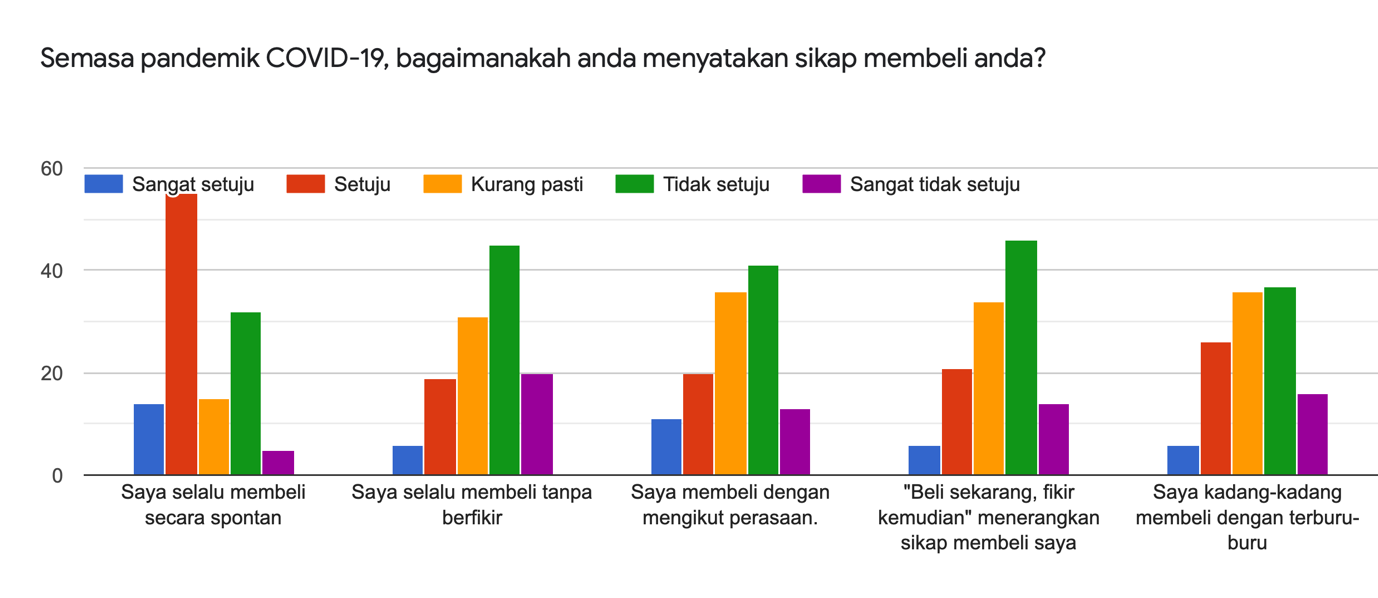 Semasa pandemik COVID-19, bagaimanakah anda menyatakan sikap membeli anda?
60
Sangat setuju
Setuju
Kurang pasti
Tidak setuju
Sangat tidak setuju
40
20
0
Saya selalu membeli
secara spontan
Saya selalu membeli tanpa
berfikir
Saya membeli dengan
mengikut perasaan.
"Beli sekarang, fikir
kemudian" menerangkan
sikap membeli saya
Saya kadang-kadang
membeli dengan terburu-
buru